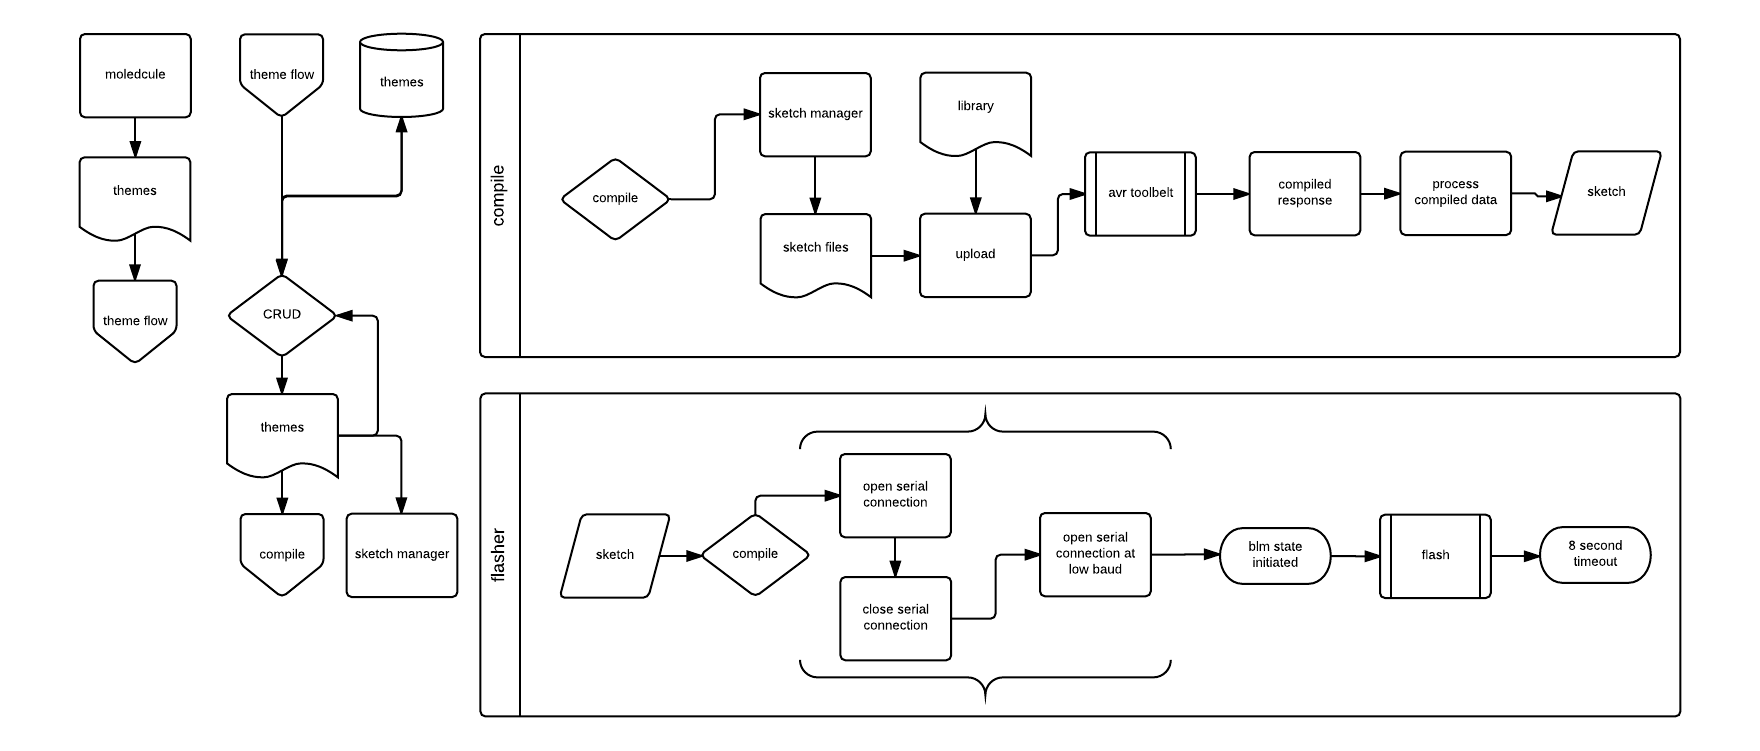 moledcule
themes
theme flow
theme flow
themes
CRUD
themes
compile
sketch manager
compile
compile
sketch manager
sketch files
library
upload
avr toolbelt
compiled
response
process
compiled data
sketch
flasher
sketch
compile
open serial
connection
close serial
connection
open serial
connection at
low baud
blm state
initiated
flash
8 second
timeout